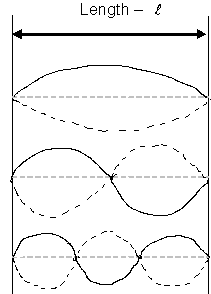 Length – ℓ